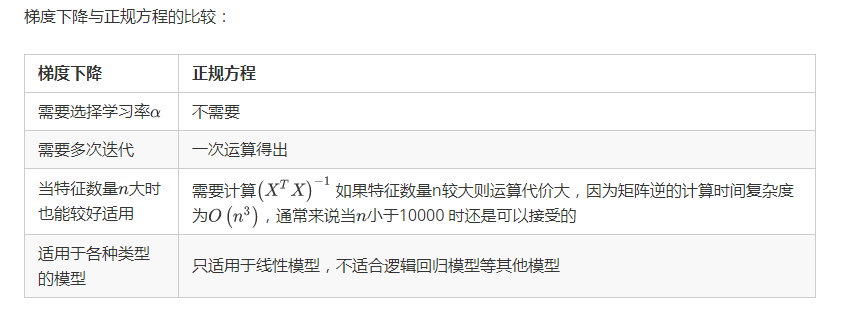 梯度下降与正规方程的比较：
梯度下降
正规方程
需要选择学习率α
不需要
需要多次迭代
一次运算得出
当特征数量n大时
也能较好适用
需要计算(XᵀX)⁻¹ 如果特征数量n较大则运算代价大，因为矩阵逆的计算时间复杂度
为O(n³)，通常来说当n小于10000 时还是可以接受的
适用于各种类型
的模型
只适用于线性模型，不适合逻辑回归模型等其他模型